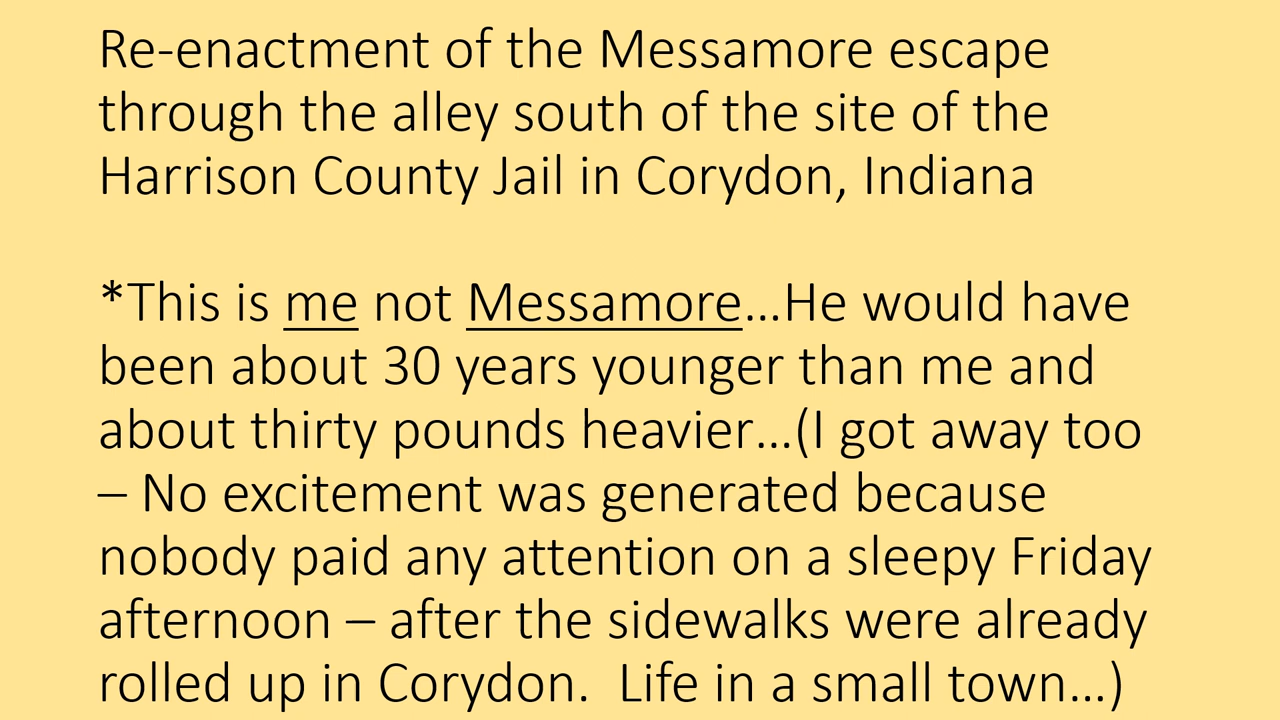 Re-enactment of the Messamore escape
through the alley south of the site of the
Harrison County Jail in Corydon, Indiana
*This is me not Messamore…He would have
been about 30 years younger than me and
about thirty pounds heavier…(I got away too
– No excitement was generated because
nobody paid any attention on a sleepy Friday
afternoon – after the sidewalks were already
rolled up in Corydon.  Life in a small town…)